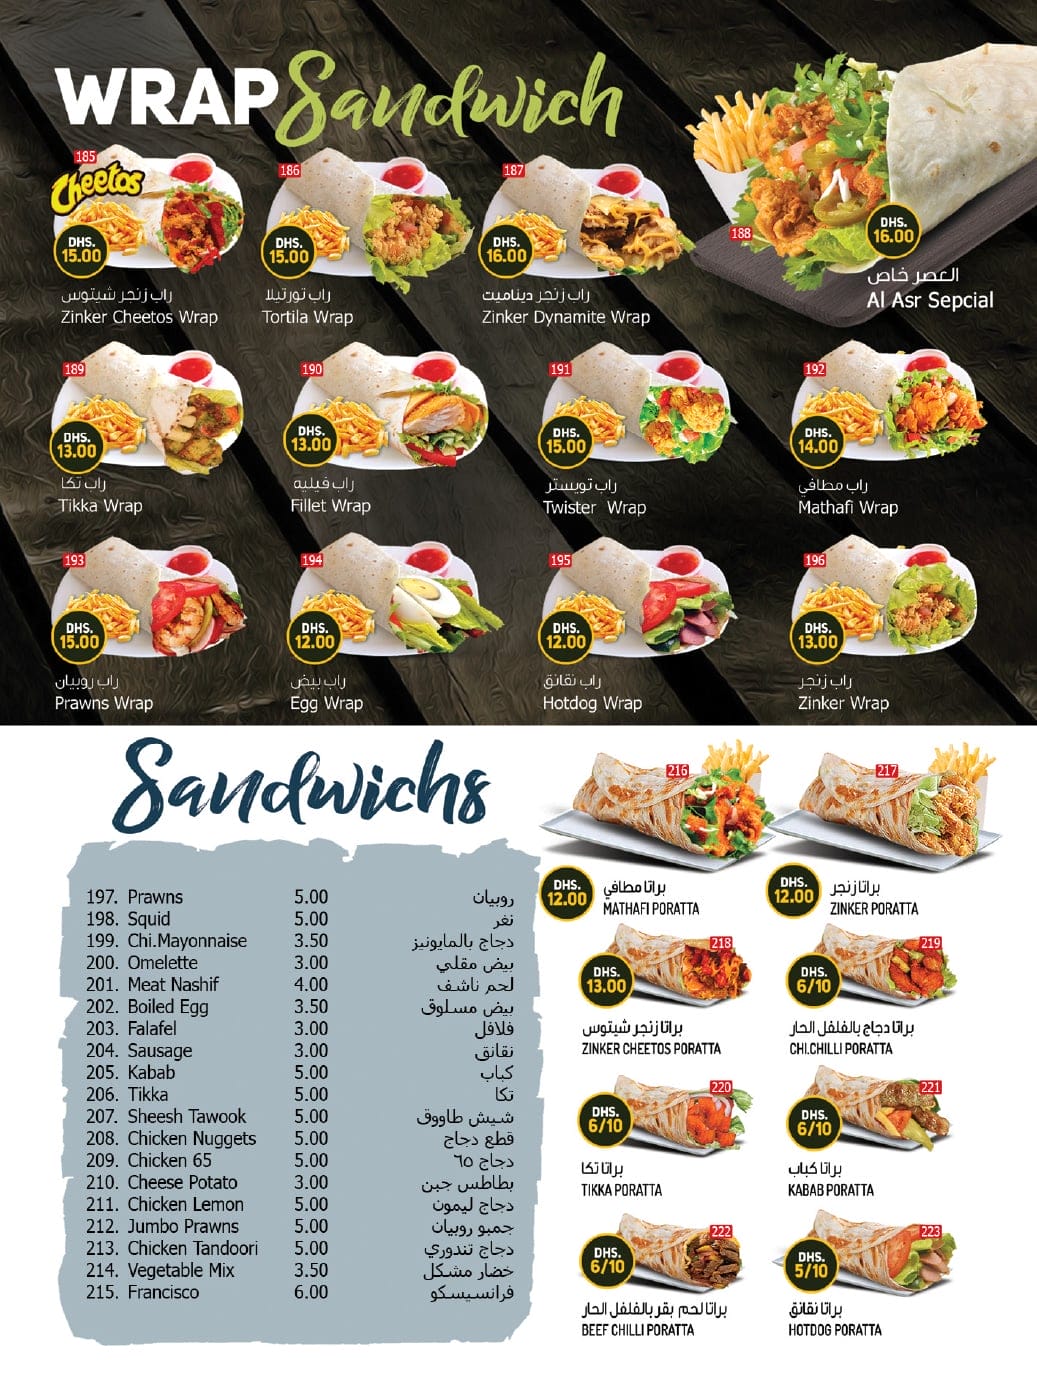 WRAP Sandwich
185
Cheetos
DHS.
15.00
راب زنجر شيتوس
Zinker Cheetos Wrap
186
DHS.
15.00
راب تورتيلا
Tortila Wrap
187
DHS.
16.00
راب زنجر ديناميت
Zinker Dynamite Wrap
188
DHS.
16.00
العصر خاص
Al Asr Sepcial
189
DHS.
13.00
راب تكا
Tikka Wrap
190
DHS.
13.00
راب فيليه
Fillet Wrap
191
DHS.
15.00
راب تويستر
Twister Wrap
192
DHS.
14.00
راب مطافي
Mathafi Wrap
193
DHS.
15.00
راب روبيان
Prawns Wrap
194
DHS.
12.00
راب بيض
Egg Wrap
195
DHS.
12.00
راب نقانق
Hotdog Wrap
196
DHS.
13.00
راب زنجر
Zinker Wrap
Sandwichs
197. Prawns 5.00 روبيان
198. Squid 5.00 نغر
199. Chi.Mayonnaise 3.50 دجاج بالمايونيز
200. Omelette 3.00 بيض مقلي
201. Meat Nashif 4.00 لحم ناشف
202. Boiled Egg 3.50 بيض مسلوق
203. Falafel 3.00 فلافل
204. Sausage 3.00 نقانق
205. Kabab 5.00 كباب
206. Tikka 5.00 تكا
207. Sheesh Tawook 5.00 شيش طاووق
208. Chicken Nuggets 5.00 قطع دجاج
209. Chicken 65 5.00 دجاج ٦٥
210. Cheese Potato 3.00 بطاطس جبن
211. Chicken Lemon 5.00 دجاج ليمون
212. Jumbo Prawns 5.00 جمبو روبيان
213. Chicken Tandoori 5.00 دجاج تندوري
214. Vegetable Mix 3.50 خضار مشكل
215. Francisco 6.00 فرانسيسكو
216
DHS.
12.00
براتا مطافي
MATHAFI PORATTA
217
DHS.
12.00
براتا زنجر
ZINKER PORATTA
218
DHS.
13.00
براتا زنجر شيتوس
ZINKER CHEETOS PORATTA
219
DHS.
6/10
براتا دجاج بالفلفل الحار
CHI.CHILLI PORATTA
220
DHS.
6/10
براتا تكا
TIKKA PORATTA
221
DHS.
6/10
براتا كباب
KABAB PORATTA
222
DHS.
6/10
براتا لحم بقر بالفلفل الحار
BEEF CHILLI PORATTA
223
DHS.
5/10
براتا نقانق
HOTDOG PORATTA